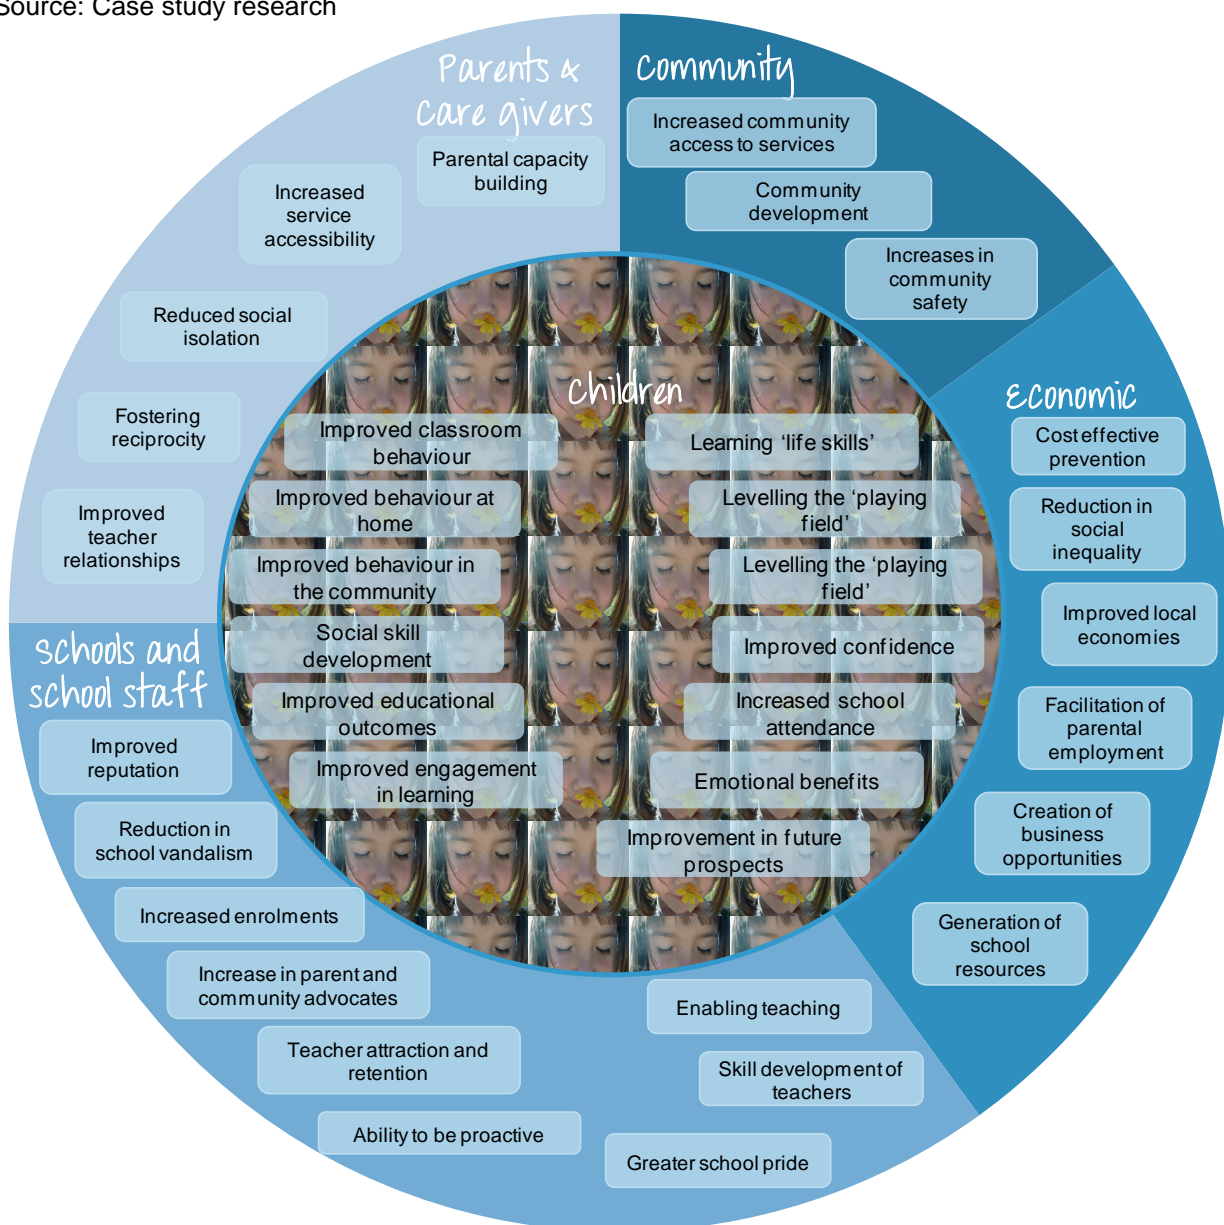 Source: Case study research
Parents &
Care givers
Parental capacity
building
Increased
service
accessibility
Reduced social
isolation
Fostering
reciprocity
Improved
teacher
relationships
Community
Increased community
access to services
Community
development
Increases in
community
safety
Economic
Cost effective
prevention
Reduction in
social
inequality
Improved local
economies
Facilitation of
parental
employment
Creation of
business
opportunities
Generation of
school
resources
Children
Improved classroom
behaviour
Improved behaviour at
home
Improved behaviour in
the community
Social skill
development
Improved educational
outcomes
Improved engagement
in learning
Learning ‘life skills’
Levelling the ‘playing
field’
Levelling the ‘playing
field’
Improved confidence
Increased school
attendance
Emotional benefits
Improvement in future
prospects
Schools and
school staff
Improved
reputation
Reduction in
school vandalism
Increased enrolments
Increase in parent and
community advocates
Teacher attraction and
retention
Ability to be proactive
Enabling teaching
Skill development of
teachers
Greater school pride